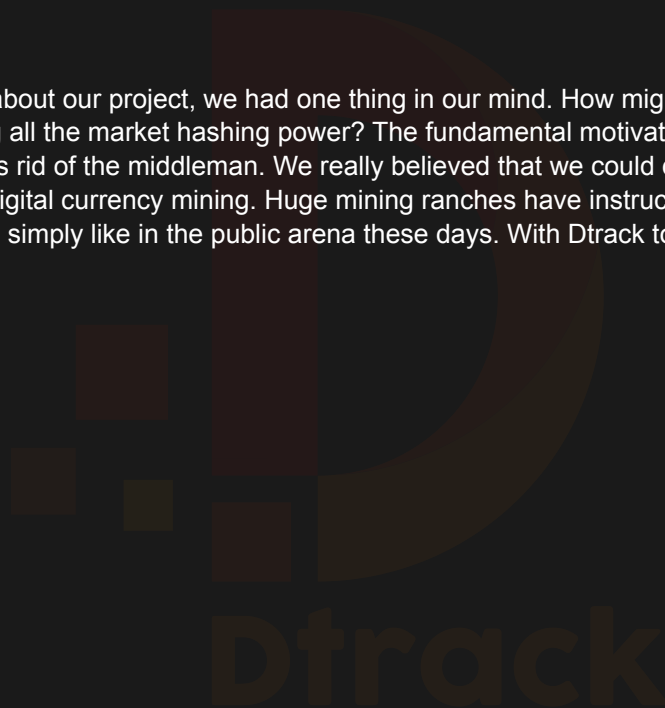 about our project, we had one thing in our mind. How mig
all the market hashing power? The fundamental motivat
s rid of the middleman. We really believed that we could
igital currency mining. Huge mining ranches have instruc
simply like in the public arena these days. With Dtrack to
Dtrack